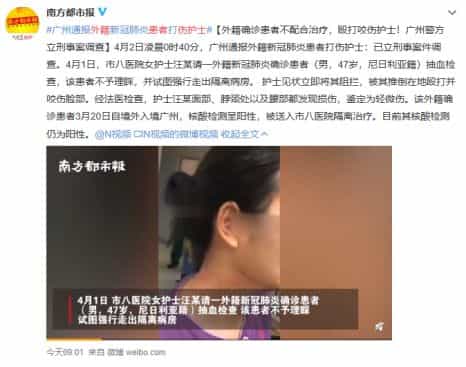 南方都市报
#广州通报外籍新冠肺炎患者打伤护士#【外籍确诊患者不配合治疗，殴打咬伤护士！广州警方
立刑事案调查】4月2日凌晨0时40分，广州通报外籍新冠肺炎患者打伤护士：已立刑事案件调
查。4月1日，市八医院女护士汪某请一外籍新冠肺炎确诊患者（男，47岁，尼日利亚籍）抽血检
查，该患者不予理睬，并试图强行走出隔离病房。 护士见状立即将其阻拦，被其推倒在地殴打并
咬伤脸部。经法医检查，护士汪某面部、脖颈处以及腰部都发现损伤，鉴定为轻微伤。该外籍确
诊患者3月20日自境外入境广州，核酸检测呈阳性，被送入市八医院隔离治疗。目前其核酸检测
仍为阳性。@N视频 N视频的微博视频 收起全文
南方都市报
4月1日 市八医院女护士汪某请一外籍新冠肺炎确诊患者
（男，47岁，尼日利亚籍）抽血检查 该患者不予理睬
试图强行走出隔离病房
今天09:01 来自 微博 weibo.com